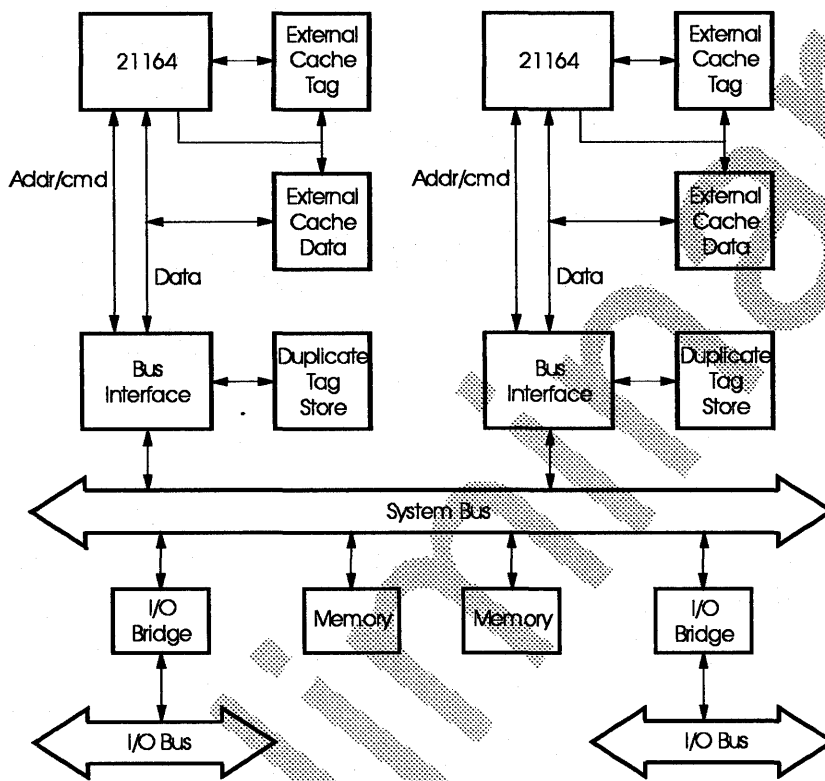 21164
External
Cache
Tag
21164
External
Cache
Tag
Addr/cmd
External
Cache
Data
Addr/cmd
External
Cache
Data
Data
Data
Bus
Interface
Duplicate
Tag
Store
Bus
Interface
Duplicate
Tag
Store
System Bus
I/O
Bridge
Memory
Memory
I/O
Bridge
I/O Bus
I/O Bus